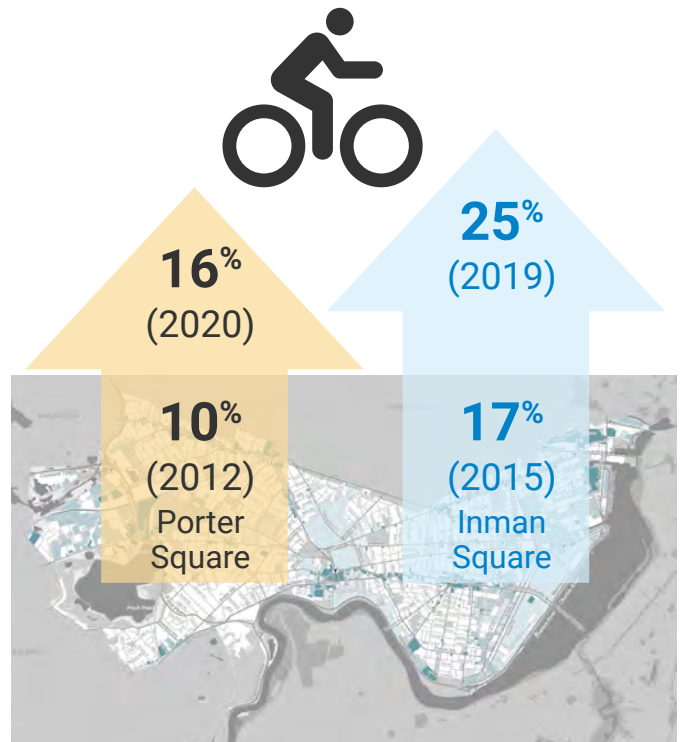 16%
(2020)
10%
(2012)
Porter
Square
25%
(2019)
17%
(2015)
Inman
Square